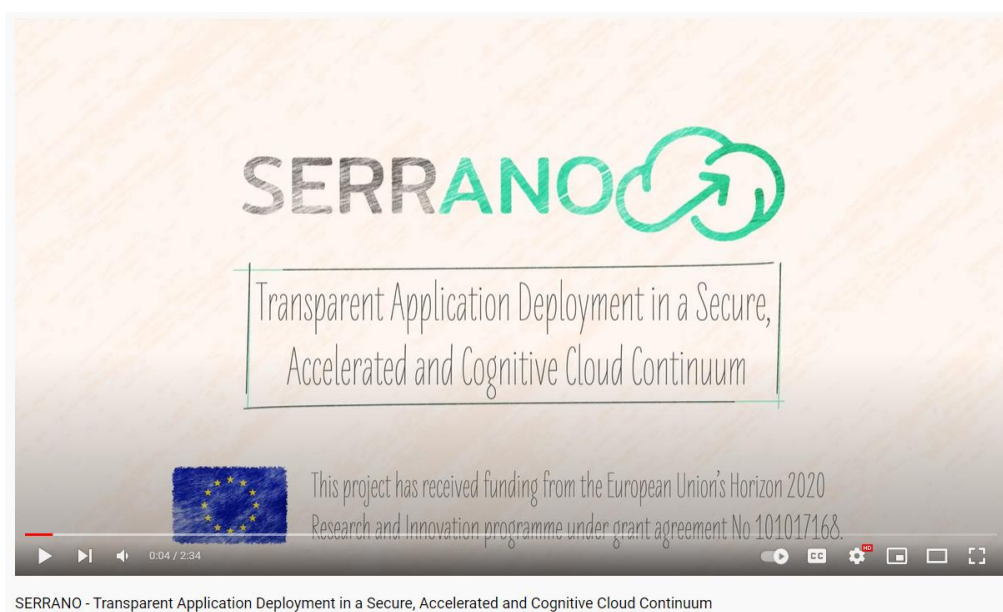 SERRANO
Transparent Application Deployment in a Secure,
Accelerated and Cognitive Cloud Continuum
This project has received funding from the European Union's Horizon 2020
Research and Innovation programme under grant agreement No 101017168.
0:04 / 2:34
CC
HD
SERRANO - Transparent Application Deployment in a Secure, Accelerated and Cognitive Cloud Continuum